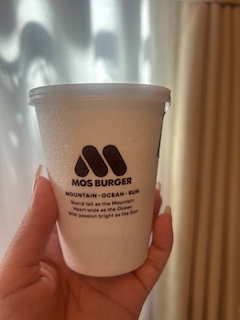 MOS BURGER
MOUNTAIN · OCEAN · SUN
Stand tall as the Mountain
Heart wide as the Ocean
With passion bright as the Sun